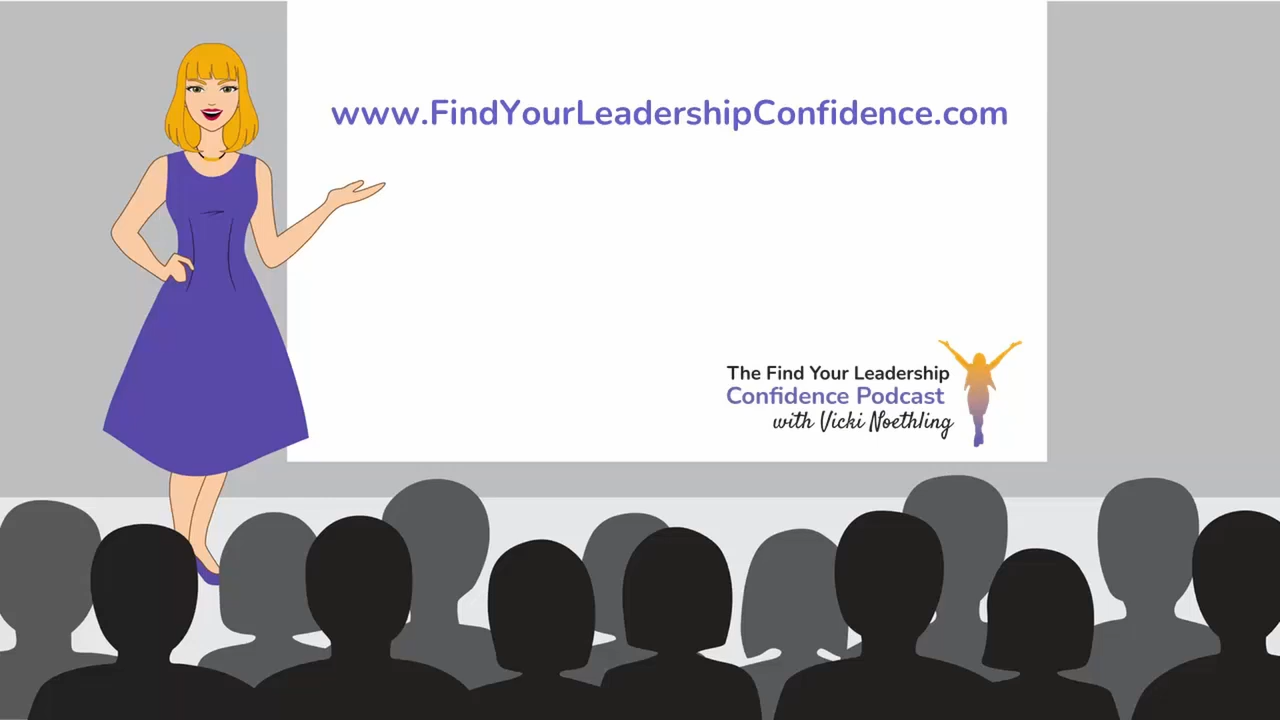 www.FindYourLeadershipConfidence.com
The Find Your Leadership
Confidence Podcast
with Vicki Noethling